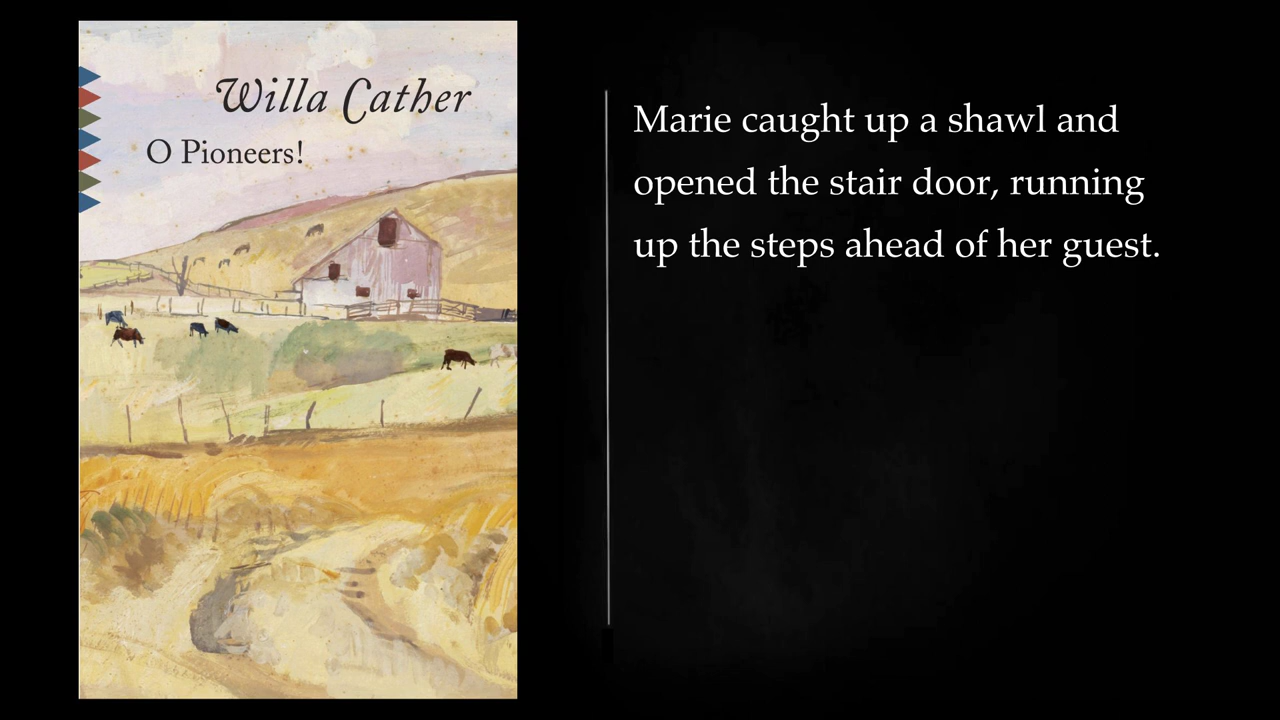 Willa Cather
O Pioneers!
Marie caught up a shawl and
opened the stair door, running
up the steps ahead of her guest.